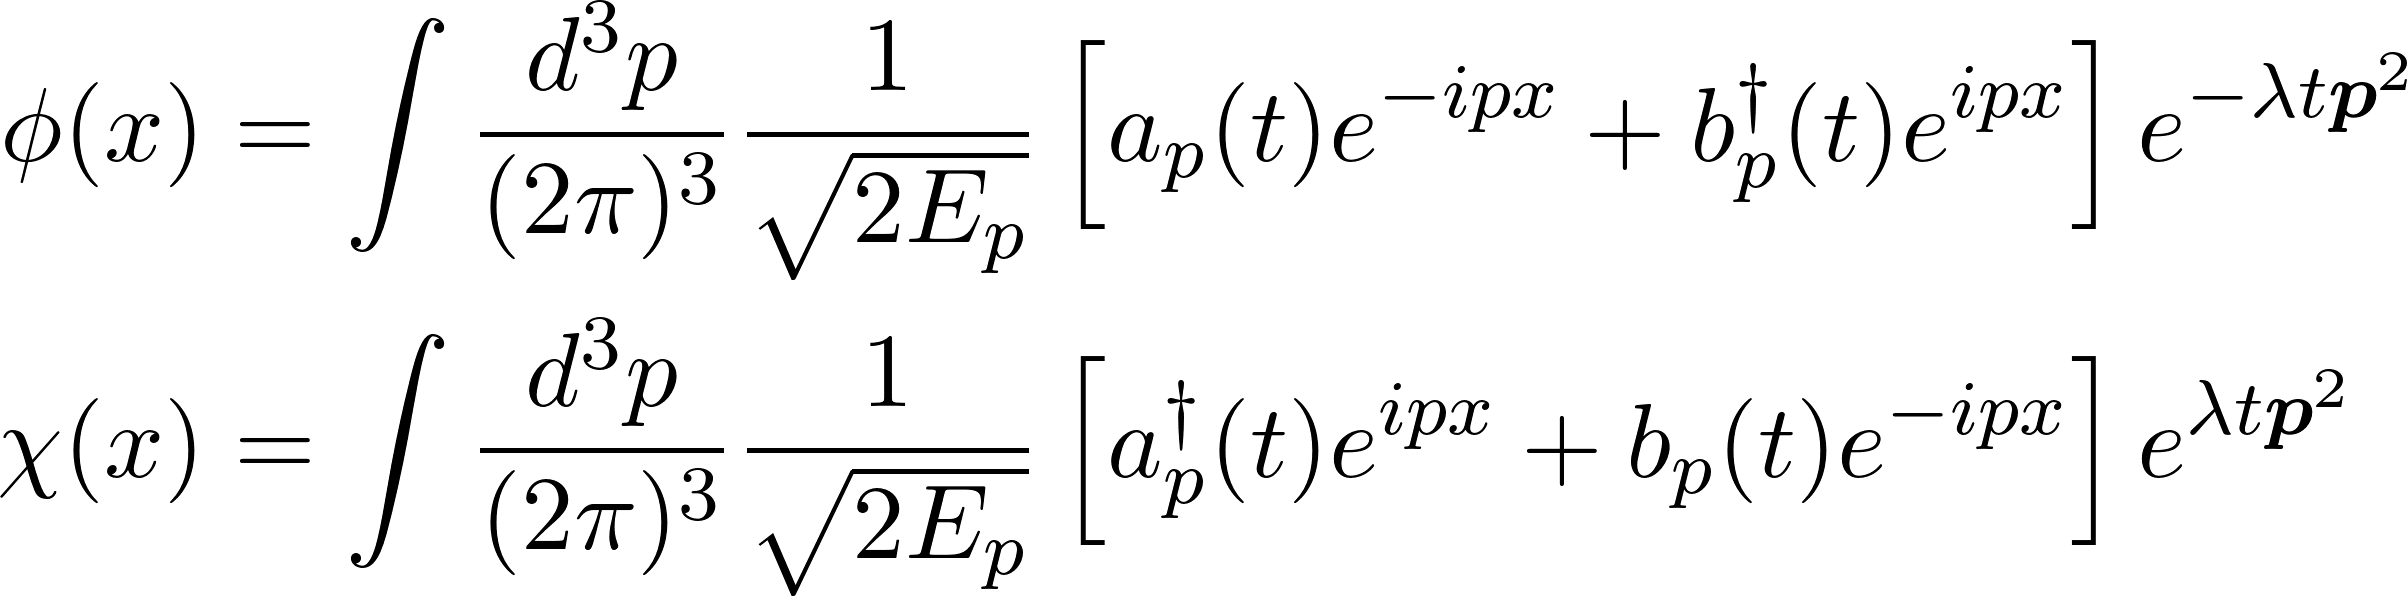 \phi(x) = \int \frac{d^3p}{(2\pi)^3} \frac{1}{\sqrt{2E_p}} \left[ a_p(t)e^{-ipx} + b_p^\dagger(t)e^{ipx} \right] e^{-\lambda t\boldsymbol{p}^2}
\chi(x) = \int \frac{d^3p}{(2\pi)^3} \frac{1}{\sqrt{2E_p}} \left[ a_p^\dagger(t)e^{ipx} + b_p(t)e^{-ipx} \right] e^{\lambda t\boldsymbol{p}^2}